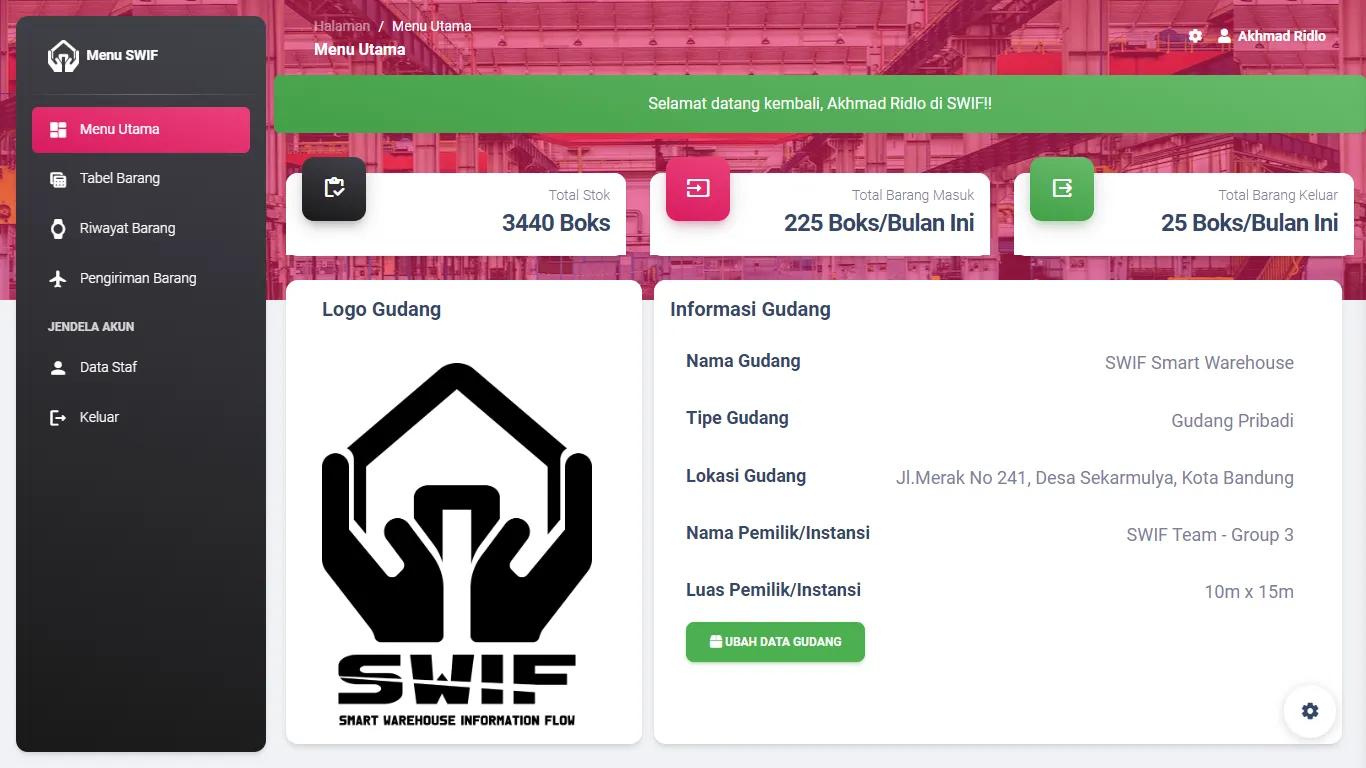 Menu SWIF
Menu Utama
Tabel Barang
Riwayat Barang
Pengiriman Barang
JENDELA AKUN
Data Staf
Keluar
Halaman / Menu Utama
Menu Utama
Akhmad Ridlo
Selamat datang kembali, Akhmad Ridlo di SWIF!!
Total Stok
3440 Boks
Total Barang Masuk
225 Boks/Bulan Ini
Total Barang Keluar
25 Boks/Bulan Ini
Logo Gudang
SWIF
SMART WAREHOUSE INFORMATION FLOW
Informasi Gudang
Nama Gudang SWIF Smart Warehouse
Tipe Gudang Gudang Pribadi
Lokasi Gudang Jl.Merak No 241, Desa Sekarmulya, Kota Bandung
Nama Pemilik/Instansi SWIF Team - Group 3
Luas Pemilik/Instansi 10m x 15m
UBAH DATA GUDANG